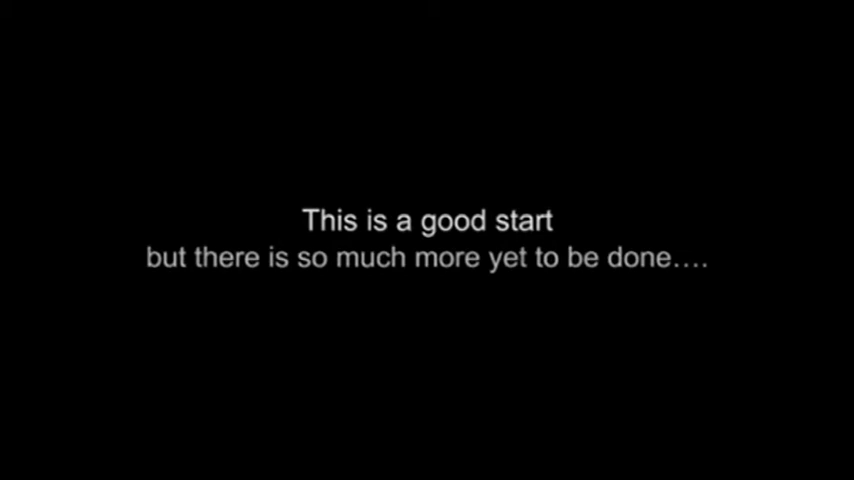 This is a good start
but there is so much more yet to be done....